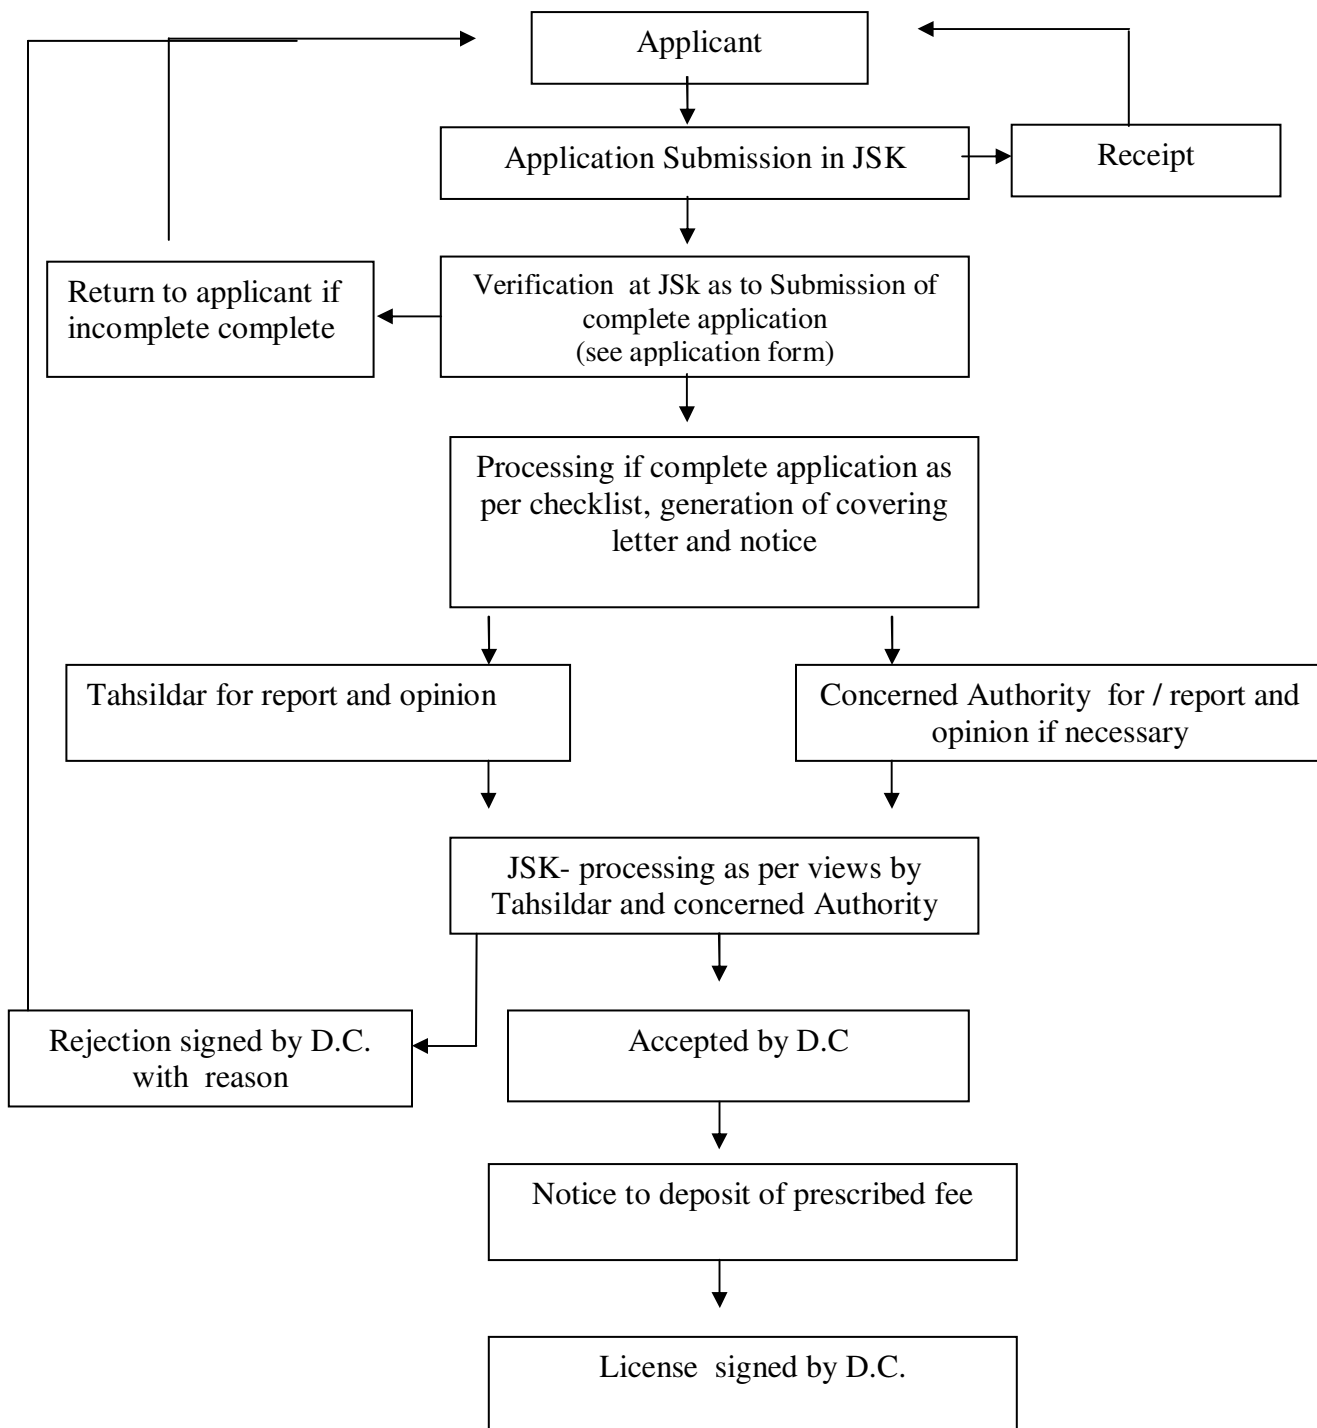 Applicant
Application Submission in JSK
Receipt
Return to applicant if
incomplete complete
Verification at JSk as to Submission of
complete application
(see application form)
Processing if complete application as
per checklist, generation of covering
letter and notice
Tahsildar for report and opinion
Concerned Authority for / report and
opinion if necessary
JSK- processing as per views by
Tahsildar and concerned Authority
Rejection signed by D.C.
with reason
Accepted by D.C
Notice to deposit of prescribed fee
License signed by D.C.